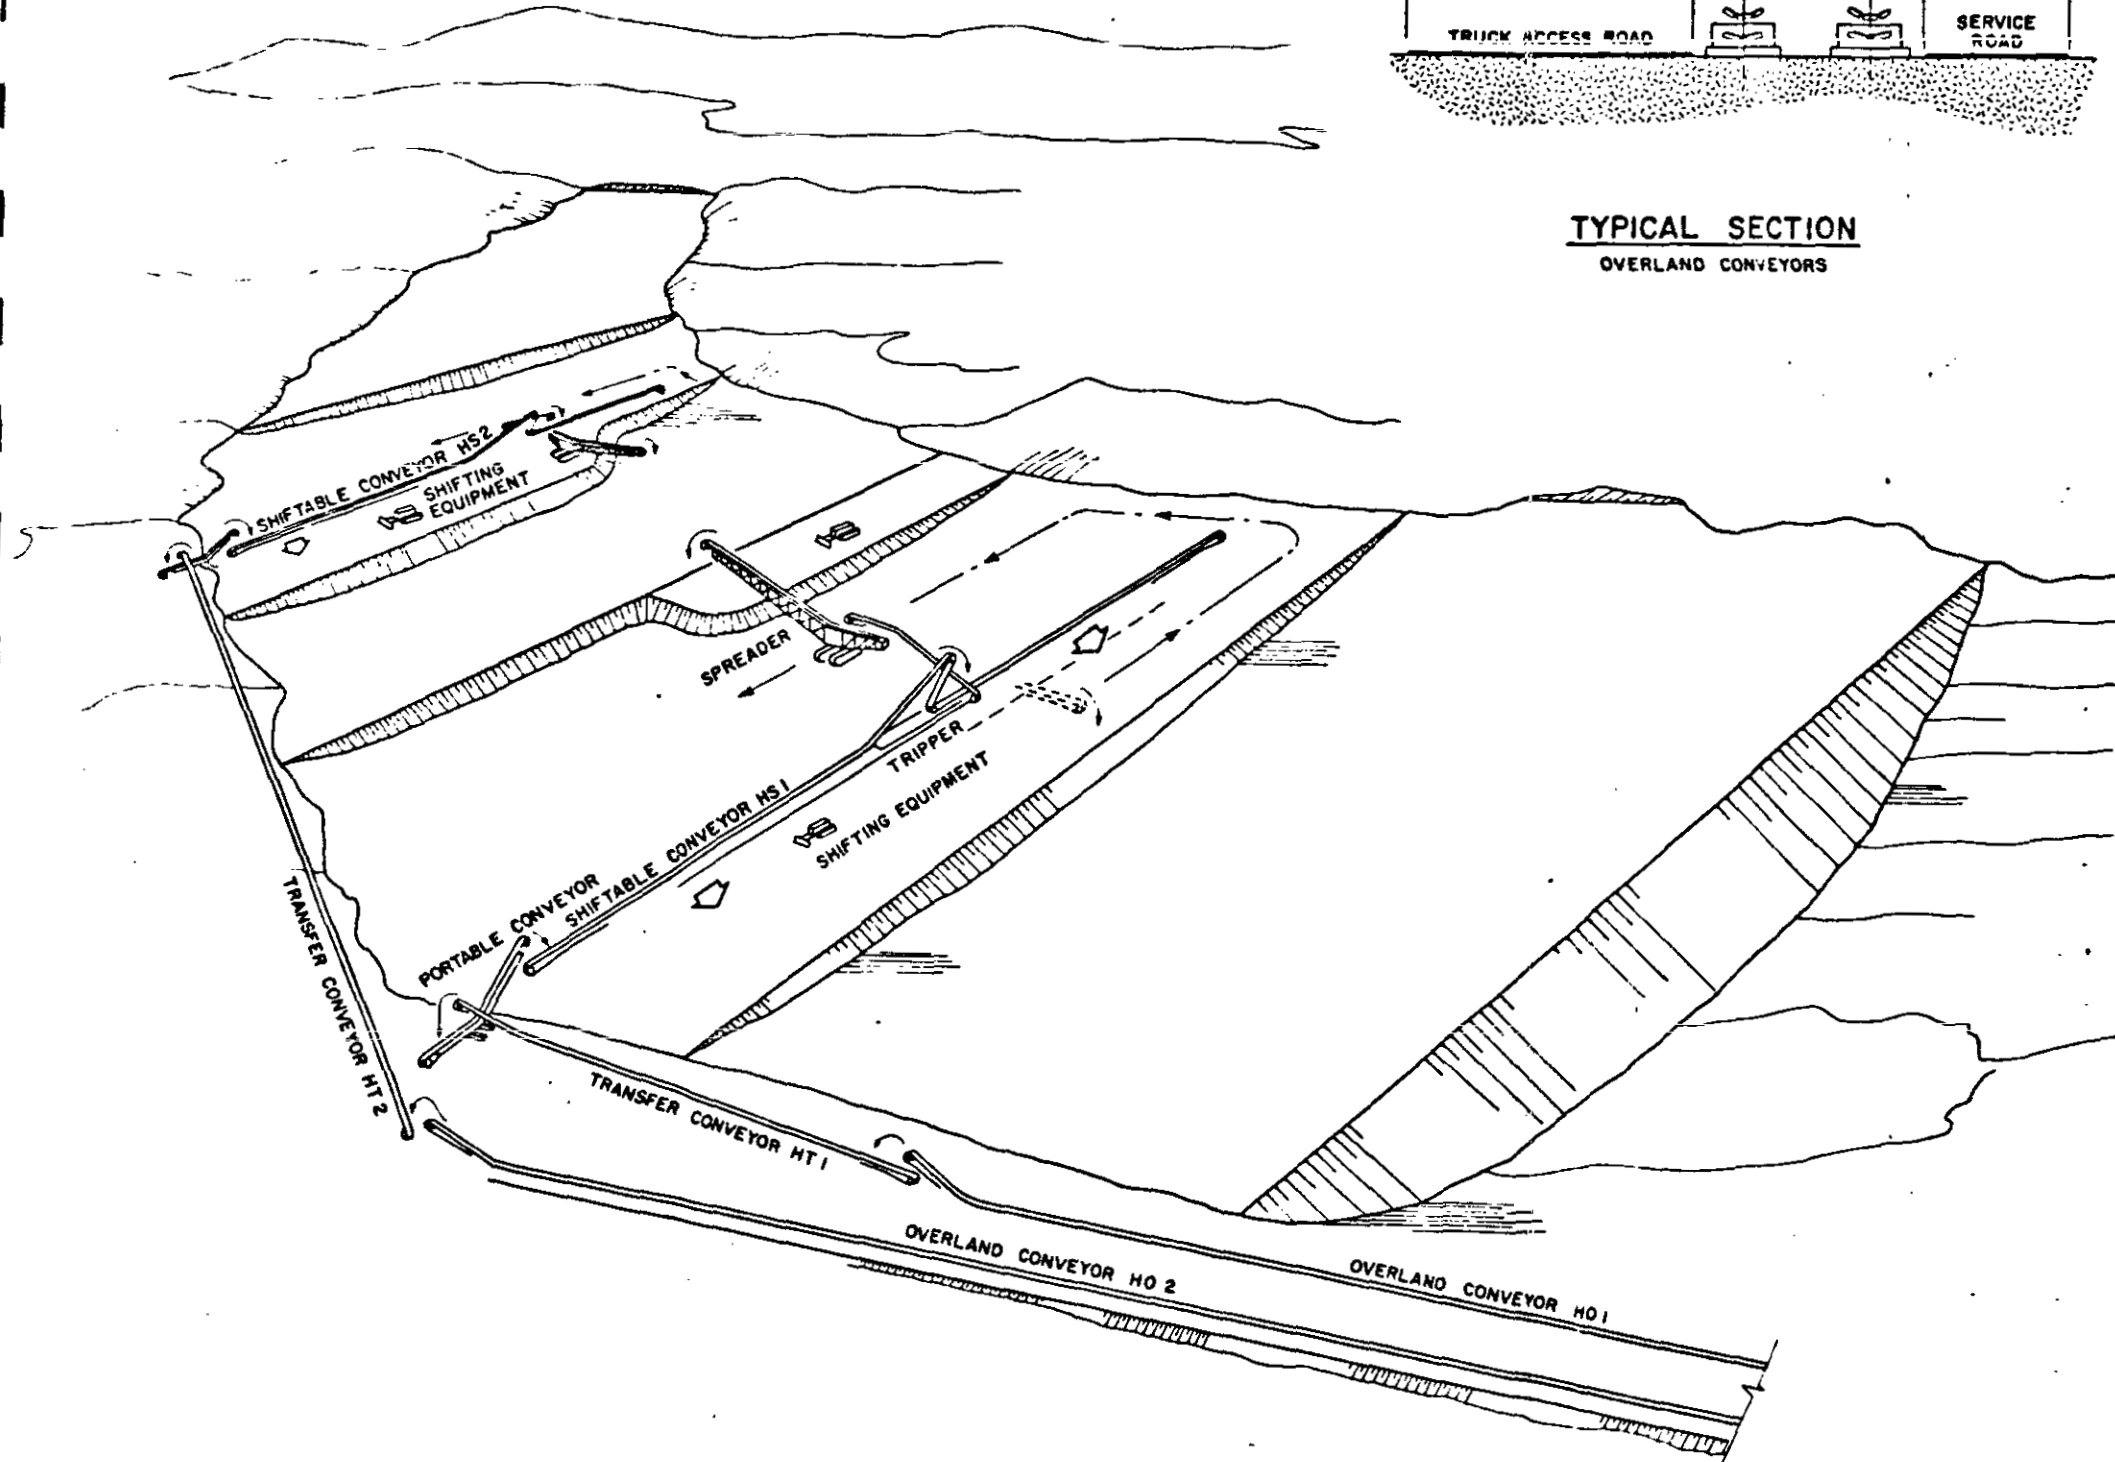 TRUCK ACCESS ROAD
SERVICE
ROAD
TYPICAL SECTION
OVERLAND CONVEYORS
SHIFTABLE CONVEYOR HS2
SHIFTING
EQUIPMENT
SPREADER
TRIPPER
SHIFTING EQUIPMENT
SHIFTABLE CONVEYOR HS1
PORTABLE CONVEYOR
TRANSFER CONVEYOR HT2
TRANSFER CONVEYOR HT1
OVERLAND CONVEYOR HO2
OVERLAND CONVEYOR HO1